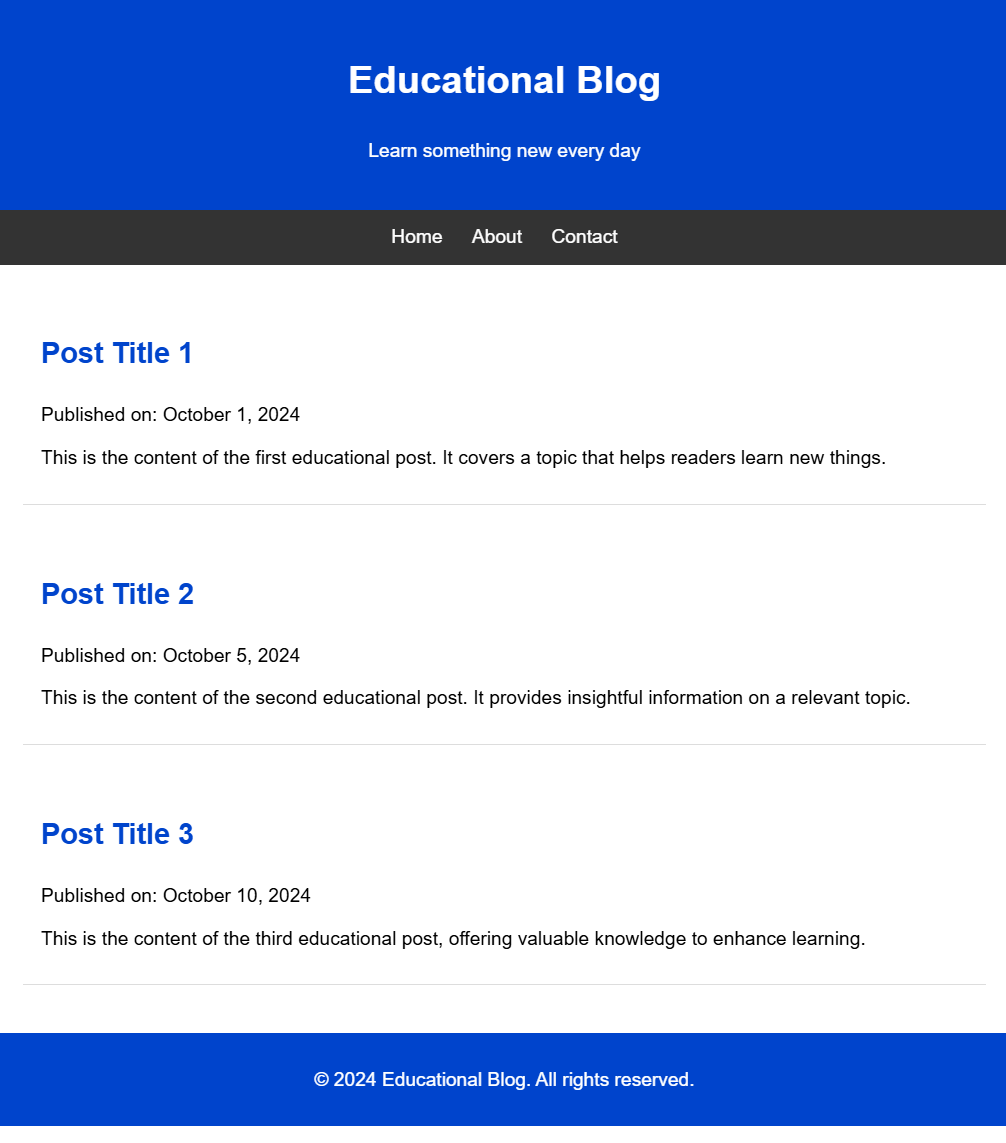 Educational Blog
Learn something new every day
Home About Contact
Post Title 1
Published on: October 1, 2024
This is the content of the first educational post. It covers a topic that helps readers learn new things.
Post Title 2
Published on: October 5, 2024
This is the content of the second educational post. It provides insightful information on a relevant topic.
Post Title 3
Published on: October 10, 2024
This is the content of the third educational post, offering valuable knowledge to enhance learning.
© 2024 Educational Blog. All rights reserved.